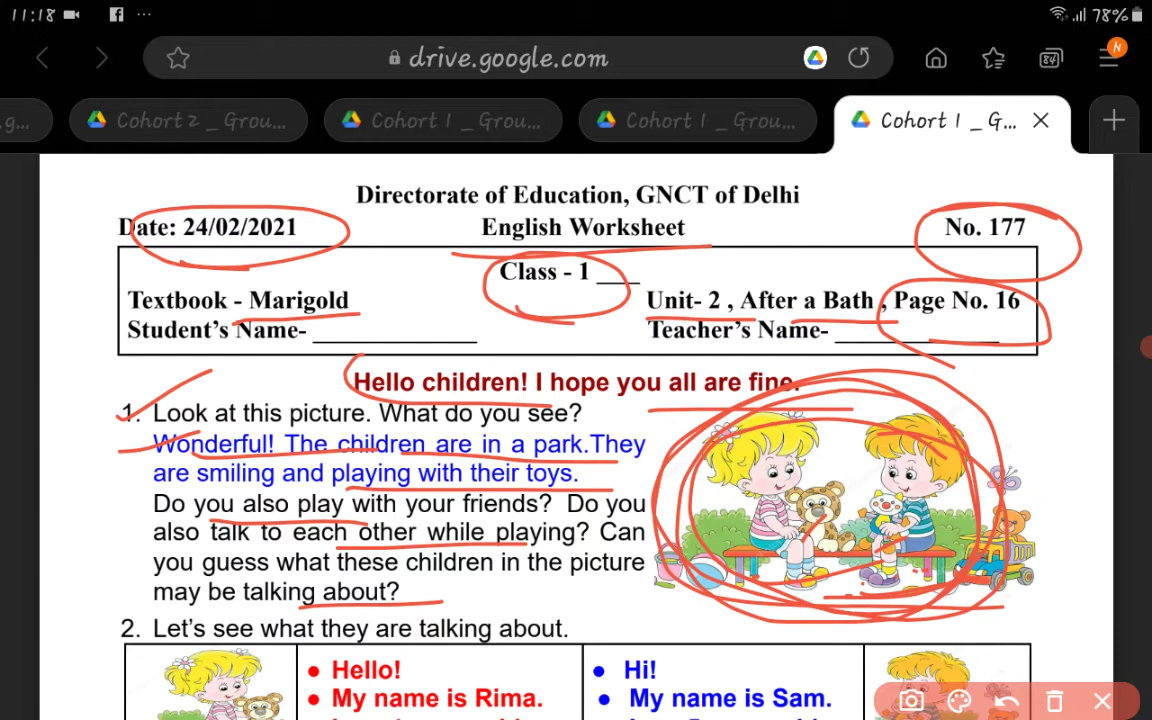 11:18 ··· 78%
drive.google.com
84 N
Cohort 2 _ Grou... Cohort 1 _ Grou... Cohort 1 _ Grou... Cohort 1 _ G...
Directorate of Education, GNCT of Delhi
Date: 24/02/2021 English Worksheet No. 177
Class - 1 ___
Textbook - Marigold Unit- 2 , After a Bath , Page No. 16
Student's Name- ____________ Teacher's Name- ____________
Hello children! I hope you all are fine.
1. Look at this picture. What do you see?
Wonderful! The children are in a park.They
are smiling and playing with their toys.
Do you also play with your friends? Do you
also talk to each other while playing? Can
you guess what these children in the picture
may be talking about?
2. Let's see what they are talking about.
• Hello! • Hi!
• My name is Rima. • My name is Sam.